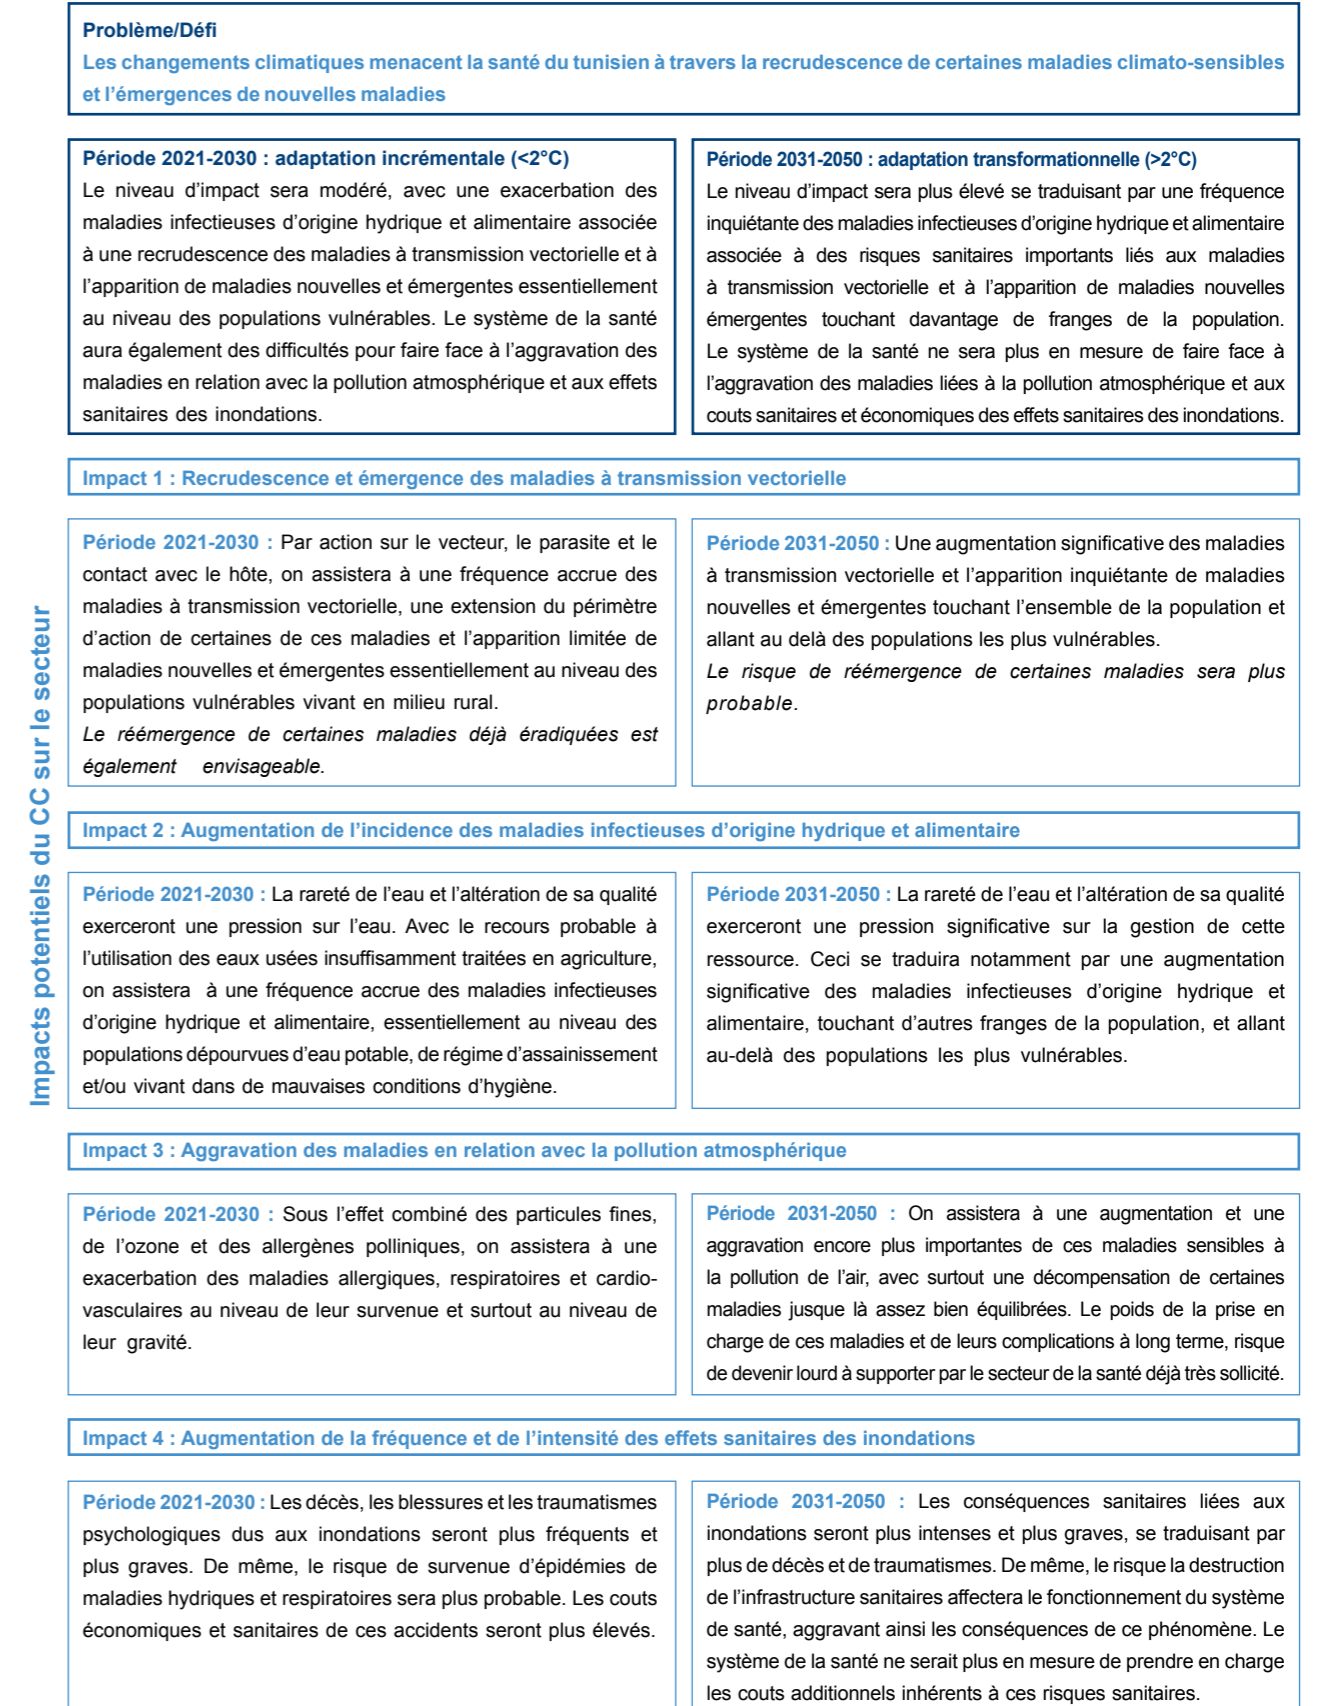 Problème/Défi
Les changements climatiques menacent la santé du tunisien à travers la recrudescence de certaines maladies climato-sensibles
et l’émergences de nouvelles maladies
Période 2021-2030 : adaptation incrémentale (<2°C)
Le niveau d’impact sera modéré, avec une exacerbation des
maladies infectieuses d’origine hydrique et alimentaire associée
à une recrudescence des maladies à transmission vectorielle et à
l’apparition de maladies nouvelles et émergentes essentiellement
au niveau des populations vulnérables. Le système de la santé
aura également des difficultés pour faire face à l’aggravation des
maladies en relation avec la pollution atmosphérique et aux effets
sanitaires des inondations.
Période 2031-2050 : adaptation transformationnelle (>2°C)
Le niveau d’impact sera plus élevé se traduisant par une fréquence
inquiétante des maladies infectieuses d’origine hydrique et alimentaire
associée à des risques sanitaires importants liés aux maladies
à transmission vectorielle et à l’apparition de maladies nouvelles
émergentes touchant davantage de franges de la population.
Le système de la santé ne sera plus en mesure de faire face à
l’aggravation des maladies liées à la pollution atmosphérique et aux
couts sanitaires et économiques des effets sanitaires des inondations.
Impacts potentiels du CC sur le secteur
Impact 1 : Recrudescence et émergence des maladies à transmission vectorielle
Période 2021-2030 : Par action sur le vecteur, le parasite et le
contact avec le hôte, on assistera à une fréquence accrue des
maladies à transmission vectorielle, une extension du périmètre
d’action de certaines de ces maladies et l’apparition limitée de
maladies nouvelles et émergentes essentiellement au niveau des
populations vulnérables vivant en milieu rural.
Le réémergence de certaines maladies déjà éradiquées est
également envisageable.
Période 2031-2050 : Une augmentation significative des maladies
à transmission vectorielle et l’apparition inquiétante de maladies
nouvelles et émergentes touchant l’ensemble de la population et
allant au delà des populations les plus vulnérables.
Le risque de réémergence de certaines maladies sera plus
probable.
Impact 2 : Augmentation de l’incidence des maladies infectieuses d’origine hydrique et alimentaire
Période 2021-2030 : La rareté de l’eau et l’altération de sa qualité
exerceront une pression sur l’eau. Avec le recours probable à
l’utilisation des eaux usées insuffisamment traitées en agriculture,
on assistera à une fréquence accrue des maladies infectieuses
d’origine hydrique et alimentaire, essentiellement au niveau des
populations dépourvues d’eau potable, de régime d’assainissement
et/ou vivant dans de mauvaises conditions d’hygiène.
Période 2031-2050 : La rareté de l’eau et l’altération de sa qualité
exerceront une pression significative sur la gestion de cette
ressource. Ceci se traduira notamment par une augmentation
significative des maladies infectieuses d’origine hydrique et
alimentaire, touchant d’autres franges de la population, et allant
au-delà des populations les plus vulnérables.
Impact 3 : Aggravation des maladies en relation avec la pollution atmosphérique
Période 2021-2030 : Sous l’effet combiné des particules fines,
de l’ozone et des allergènes polliniques, on assistera à une
exacerbation des maladies allergiques, respiratoires et cardio-
vasculaires au niveau de leur survenue et surtout au niveau de
leur gravité.
Période 2031-2050 : On assistera à une augmentation et une
aggravation encore plus importantes de ces maladies sensibles à
la pollution de l’air, avec surtout une décompensation de certaines
maladies jusque là assez bien équilibrées. Le poids de la prise en
charge de ces maladies et de leurs complications à long terme, risque
de devenir lourd à supporter par le secteur de la santé déjà très sollicité.
Impact 4 : Augmentation de la fréquence et de l’intensité des effets sanitaires des inondations
Période 2021-2030 : Les décès, les blessures et les traumatismes
psychologiques dus aux inondations seront plus fréquents et
plus graves. De même, le risque de survenue d’épidémies de
maladies hydriques et respiratoires sera plus probable. Les couts
économiques et sanitaires de ces accidents seront plus élevés.
Période 2031-2050 : Les conséquences sanitaires liées aux
inondations seront plus intenses et plus graves, se traduisant par
plus de décès et de traumatismes. De même, le risque la destruction
de l’infrastructure sanitaires affectera le fonctionnement du système
de santé, aggravant ainsi les conséquences de ce phénomène. Le
système de la santé ne serait plus en mesure de prendre en charge
les couts additionnels inhérents à ces risques sanitaires.